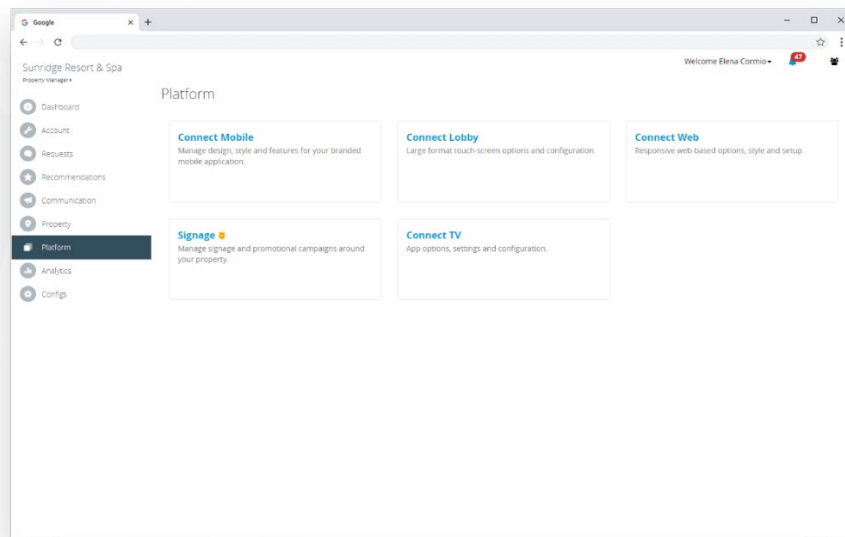 Google
Sunridge Resort & Spa
Property Manager
Welcome Elena Cormio
47
Dashboard
Account
Requests
Recommendations
Communication
Property
Platform
Analytics
Configs
Platform
Connect Mobile
Manage design, style and features for your branded
mobile application.
Connect Lobby
Large format touch-screen options and configuration.
Connect Web
Responsive web-based options, style and setup.
Signage
Manage signage and promotional campaigns around
your property.
Connect TV
App options, settings and configuration.